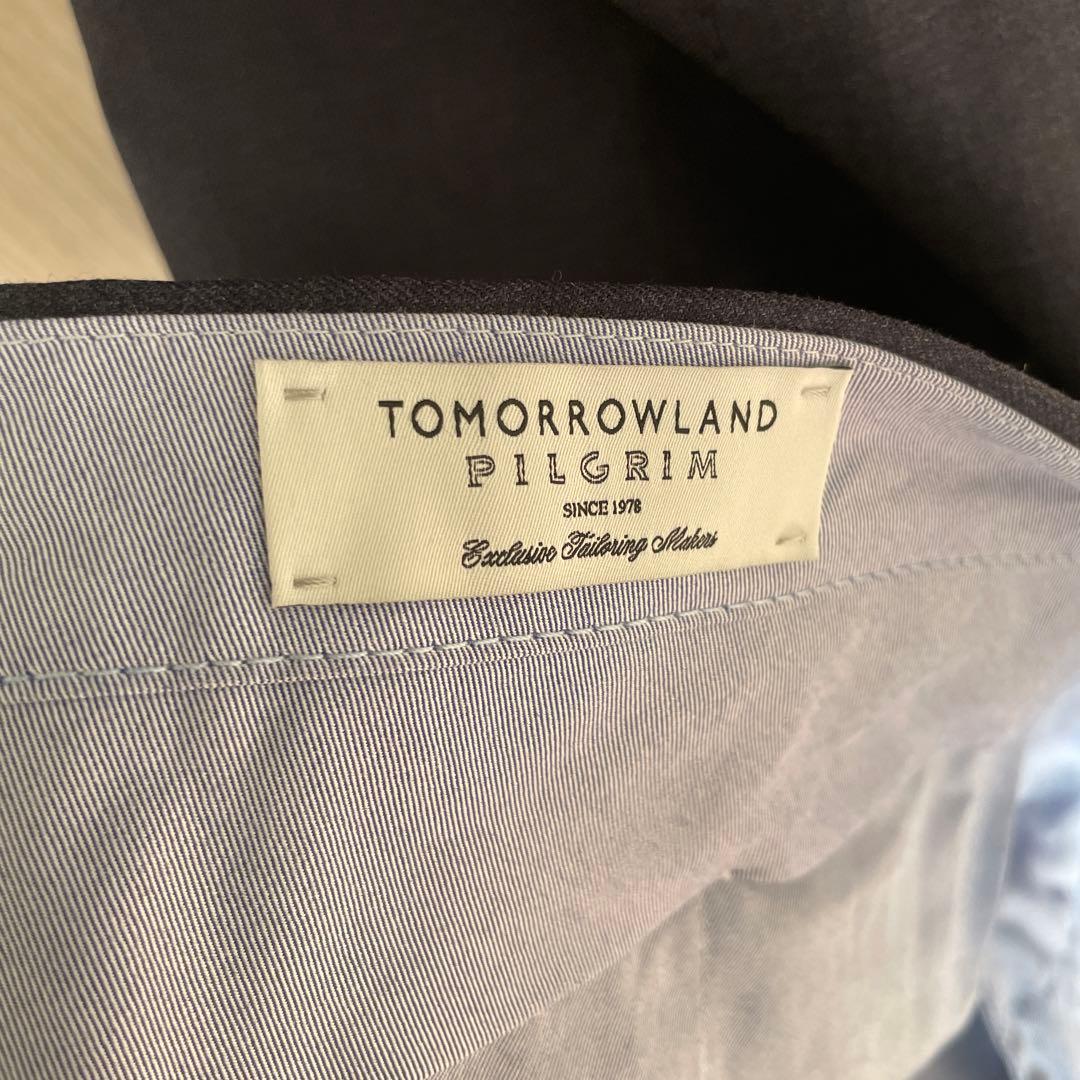 TOMORROWLAND
PILGRIM
SINCE 1978
Exclusive Tailoring Makers